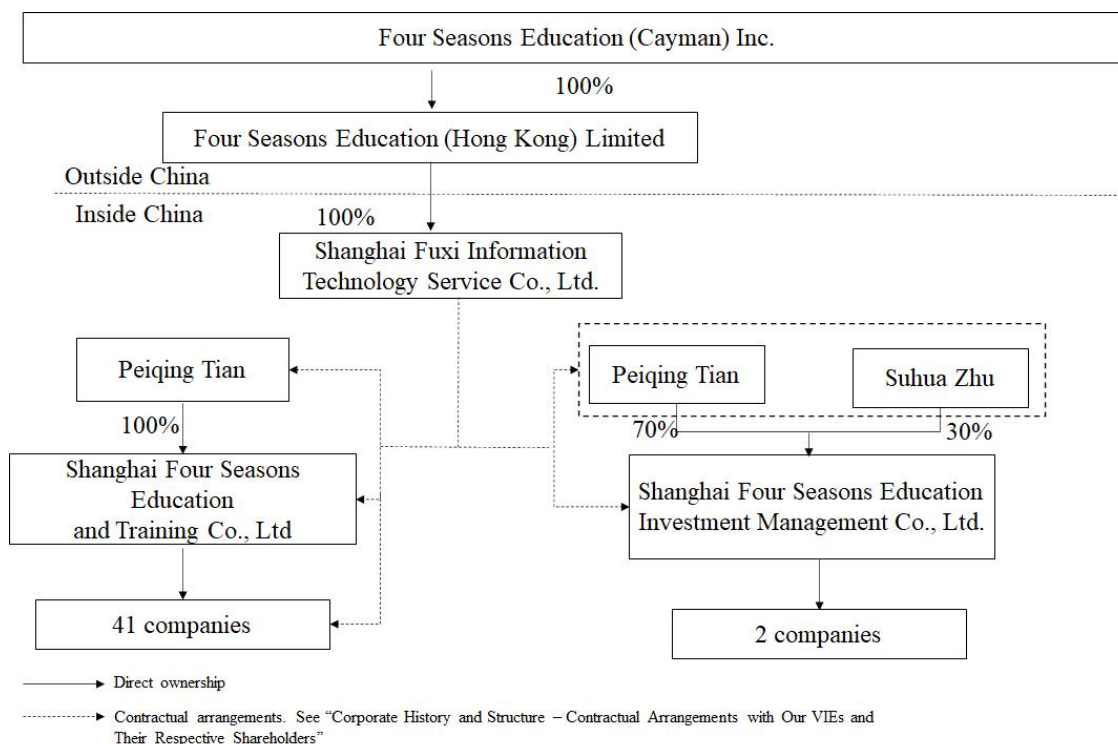 Four Seasons Education (Cayman) Inc.
100%
Four Seasons Education (Hong Kong) Limited
Outside China
Inside China
100%
Shanghai Fuxi Information
Technology Service Co., Ltd.
Peiqing Tian
Peiqing Tian
Suhua Zhu
100%
70%
30%
Shanghai Four Seasons
Education
and Training Co., Ltd
Shanghai Four Seasons Education
Investment Management Co., Ltd.
41 companies
2 companies
Direct ownership
Contractual arrangements. See “Corporate History and Structure – Contractual Arrangements with Our VIEs and
Their Respective Shareholders”